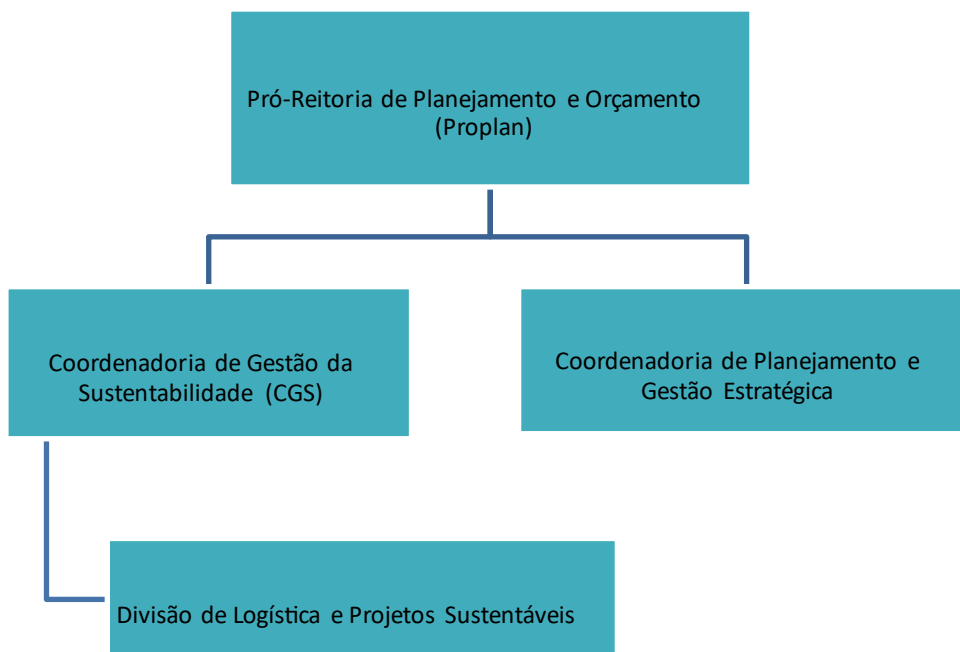 Pró-Reitoria de Planejamento e Orçamento
(Proplan)
Coordenadoria de Gestão da
Sustentabilidade (CGS)
Coordenadoria de Planejamento e
Gestão Estratégica
Divisão de Logística e Projetos Sustentáveis